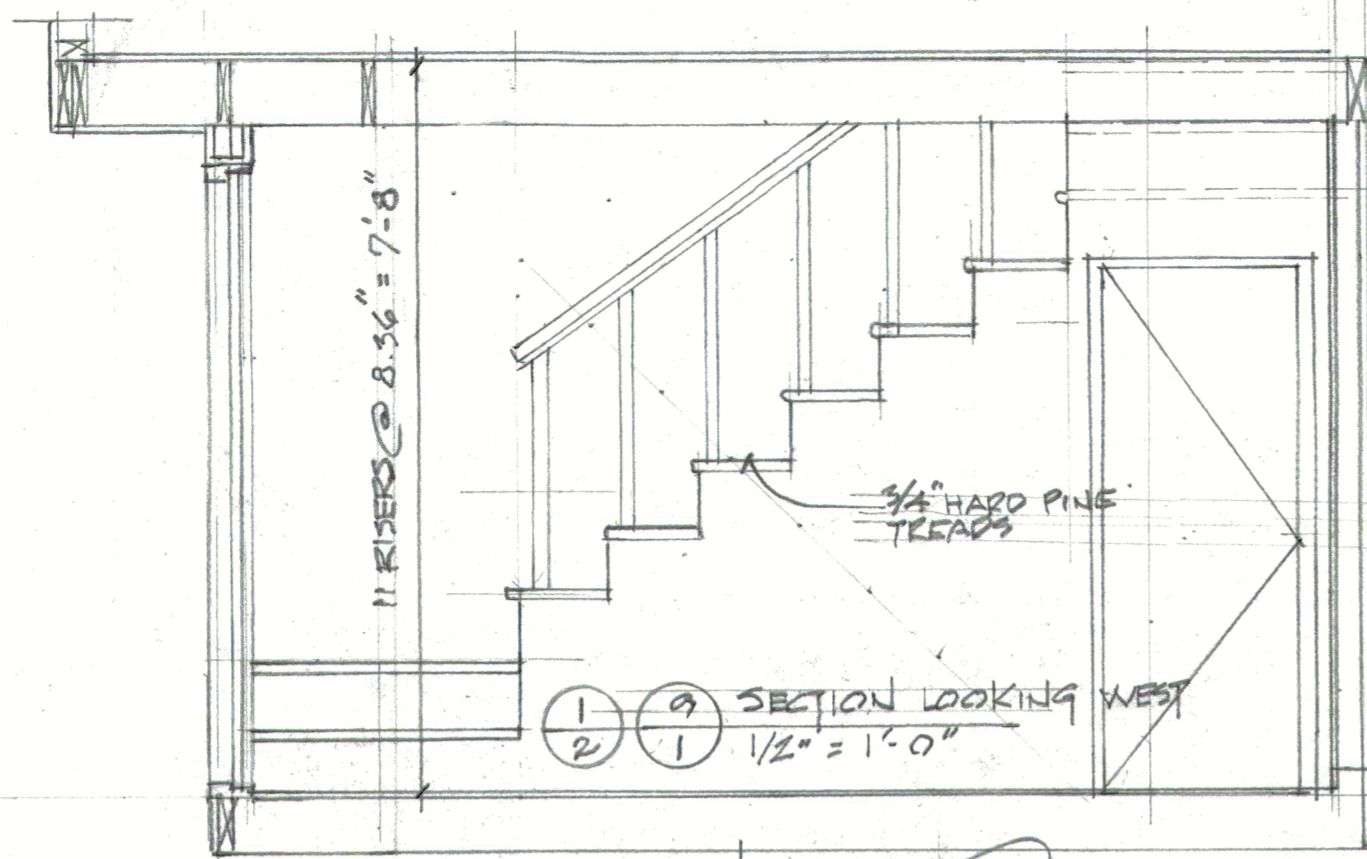 11 RISERS @ 8.36" = 7'-8"
3/4" HARD PINE
TREADS
1
2
9
1
SECTION LOOKING WEST
1/2" = 1'-0"